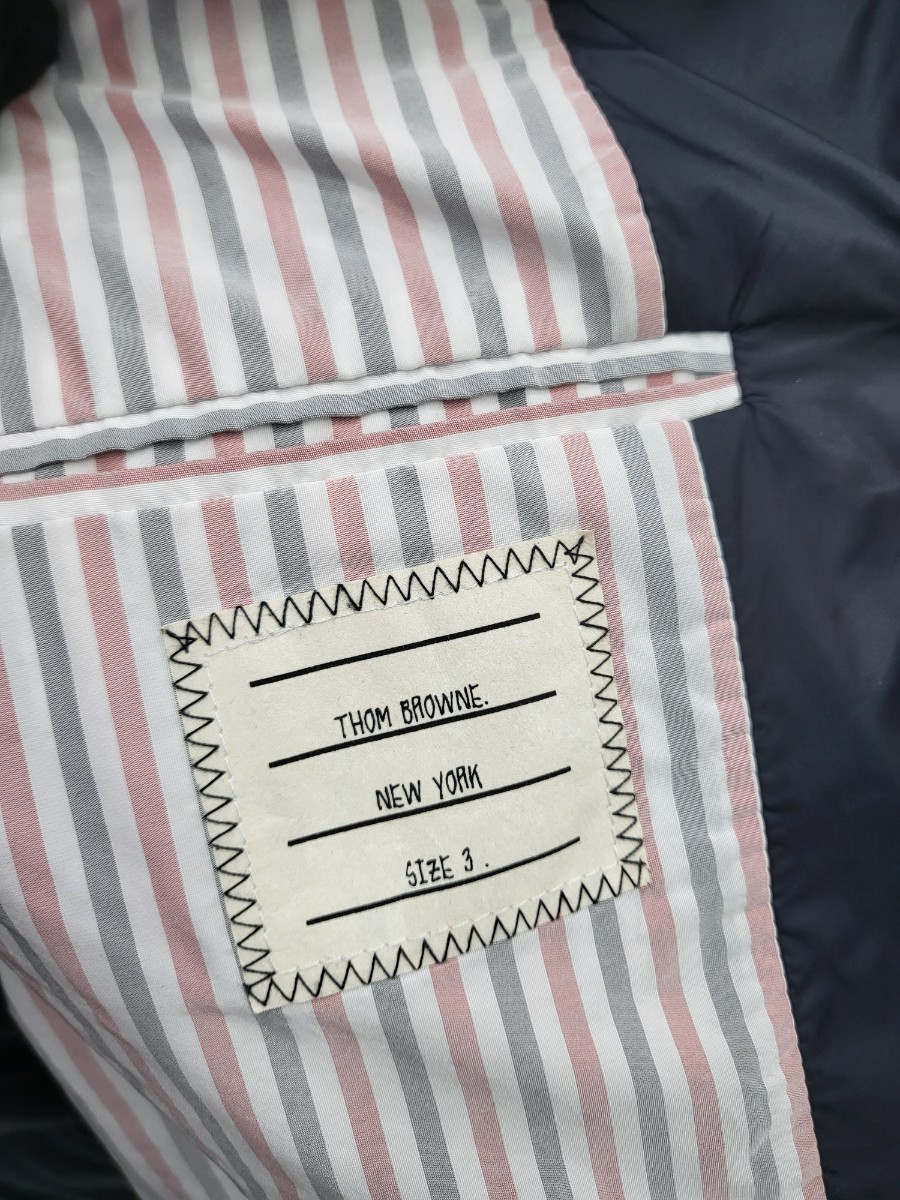 THOM BROWNE.
NEW YORK
SIZE 3 .